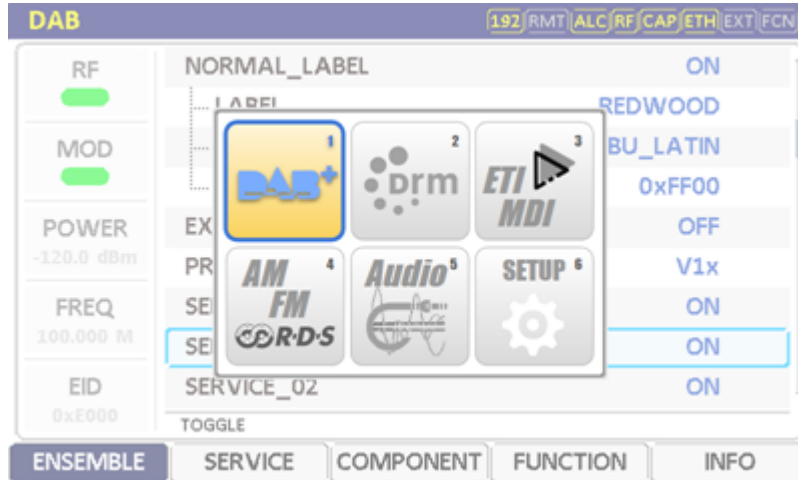 DAB
192 RMT ALC RF CAP ETH EXT FCN
RF
MOD
POWER
-120.0 dBm
FREQ
100.000 M
EID
0xE000
NORMAL_LABEL ON
LABEL REDWOOD
BU_LATIN
0xFF00
EX OFF
PR V1x
SE ON
SE ON
SERVICE_02 ON
TOGGLE
DAB+ 1
Drm 2
ETI MDI 3
AM FM R·D·S 4
Audio 5
SETUP 6
ENSEMBLE SERVICE COMPONENT FUNCTION INFO